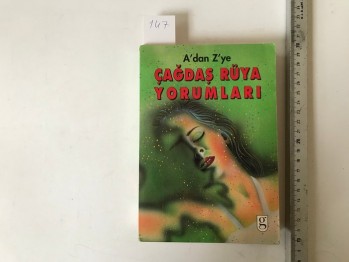 147
A'dan Z'ye
ÇAĞDAŞ RÜYA
YORUMLARI
g